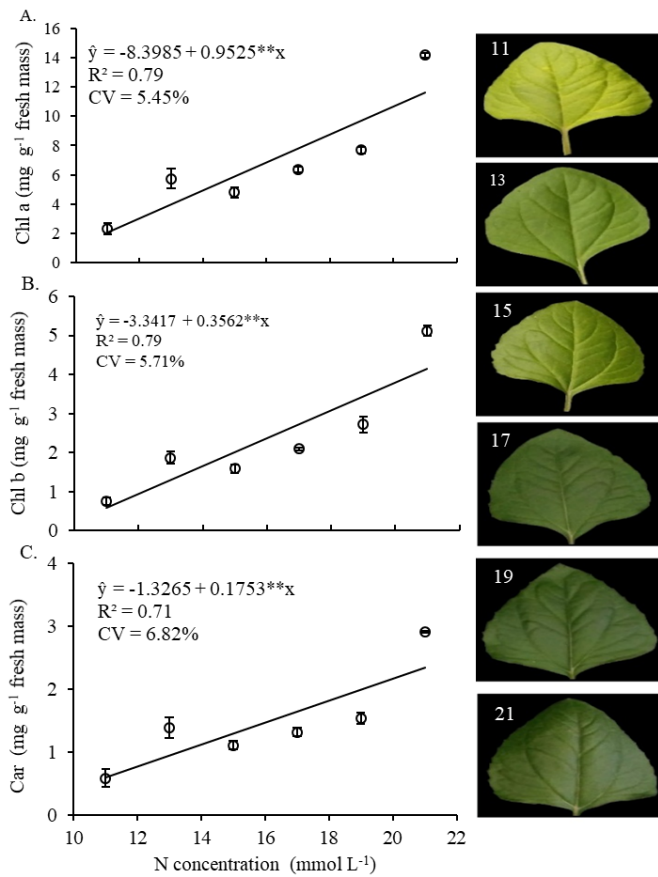 A.
Chl a (mg g⁻¹ fresh mass)
16
14
12
10
8
6
4
2
0
ŷ = -8.3985 + 0.9525**x
R² = 0.79
CV = 5.45%
B.
Chl b (mg g⁻¹ fresh mass)
6
5
4
3
2
1
0
ŷ = -3.3417 + 0.3562**x
R² = 0.79
CV = 5.71%
C.
Car (mg g⁻¹ fresh mass)
4
3
2
1
0
ŷ = -1.3265 + 0.1753**x
R² = 0.71
CV = 6.82%
10 12 14 16 18 20 22
N concentration (mmol L⁻¹)
11
13
15
17
19
21